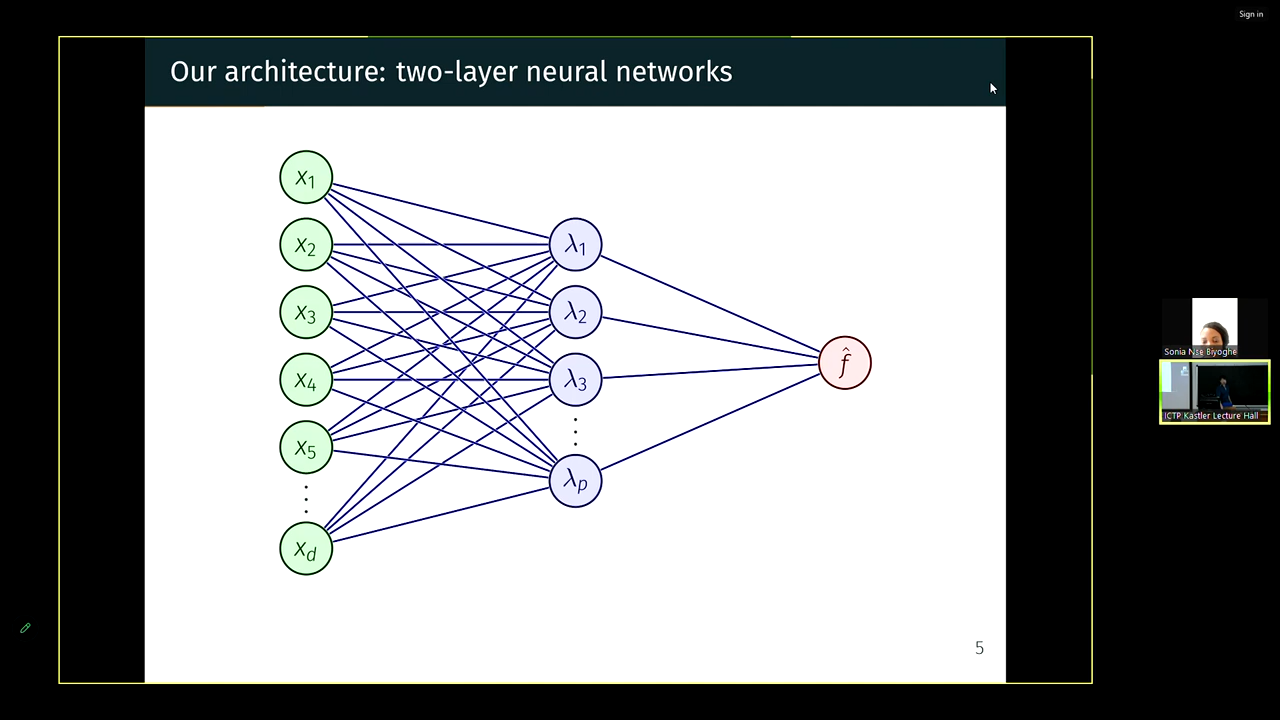 Sign in
Our architecture: two-layer neural networks
x1
x2
x3
x4
x5
xd
λ1
λ2
λ3
λp
f̂
5
Sonia Nse Biyoghe
ICTP Kastler Lecture Hall